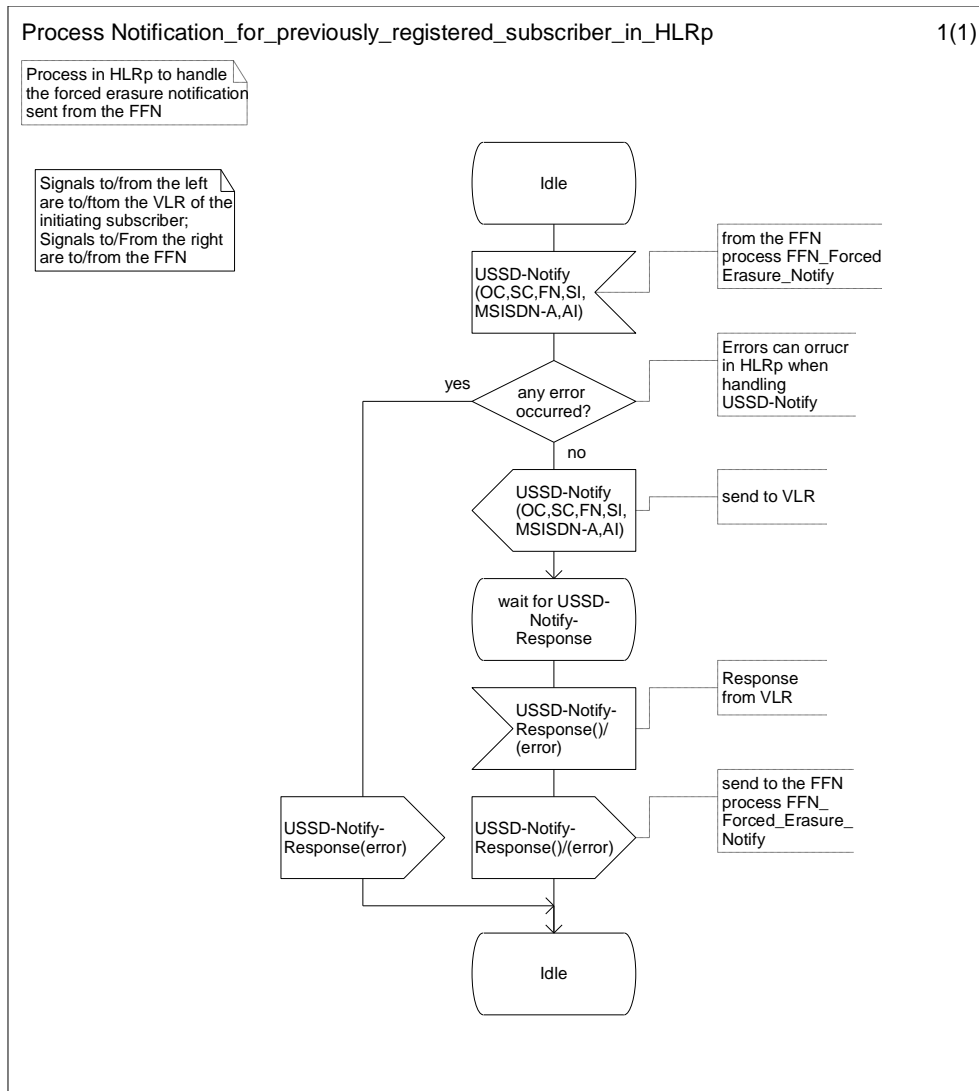 Process Notification_for_previously_registered_subscriber_in_HLRp
1(1)
Process in HLRp to handle
the forced erasure notification
sent from the FFN
Signals to/from the left
are to/ftom the VLR of the
initiating subscriber;
Signals to/From the right
are to/from the FFN
Idle
USSD-Notify
(OC,SC,FN,SI,
MSISDN-A,AI)
from the FFN
process FFN_Forced
Erasure_Notify
any error
occurred?
yes
no
Errors can orrucr
in HLRp when
handling
USSD-Notify
USSD-Notify
(OC,SC,FN,SI,
MSISDN-A,AI)
send to VLR
wait for USSD-
Notify-
Response
USSD-Notify-
Response()/
(error)
Response
from VLR
USSD-Notify-
Response(error)
USSD-Notify-
Response()/(error)
send to the FFN
process FFN_
Forced_Erasure_
Notify
Idle